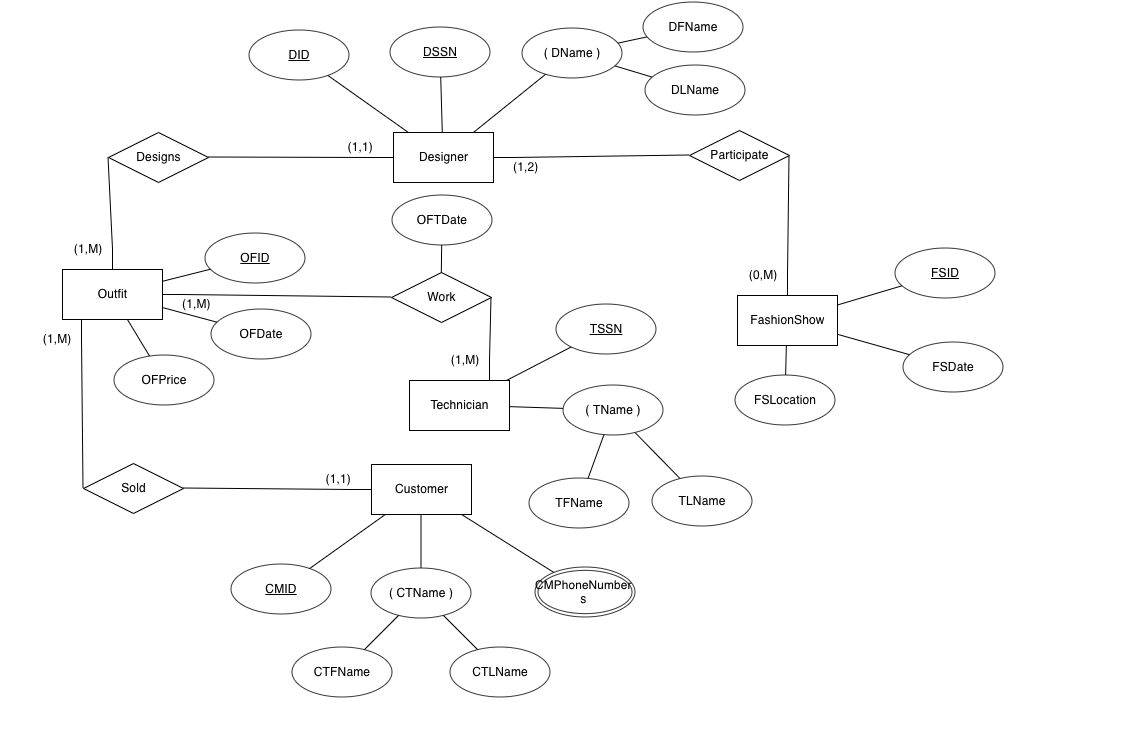 DFName
DID
DSSN
( DName )
DLName
Designs
(1,1)
Designer
(1,2)
Participate
OFTDate
(1,M)
OFID
(0,M)
FSID
Outfit
(1,M)
Work
FashionShow
(1,M)
OFDate
TSSN
(1,M)
OFPrice
FSDate
Technician
( TName )
FSLocation
(1,1)
Sold
Customer
TFName
TLName
CMID
( CTName )
CMPhoneNumber
s
CTFName
CTLName